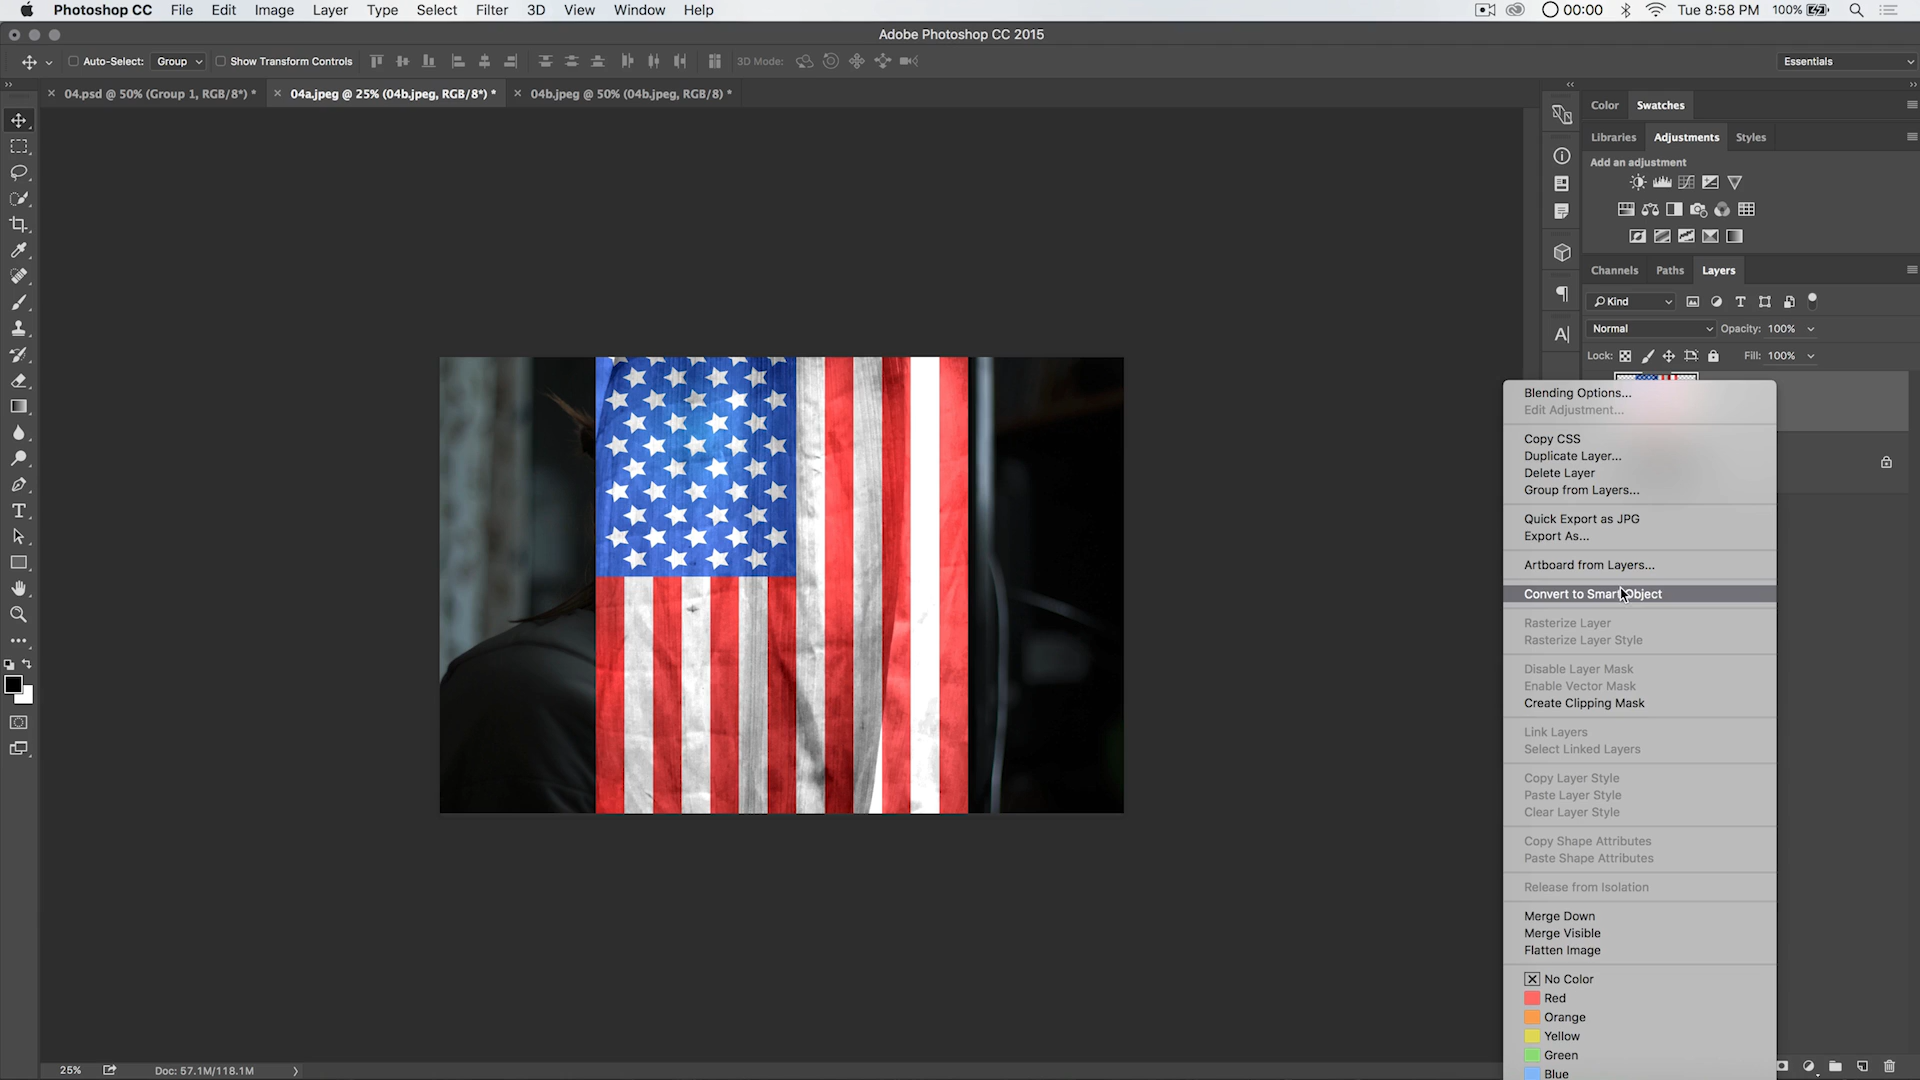 Photoshop CC File Edit Image Layer Type Select Filter 3D View Window Help 00:00 Tue 8:58 PM 100%
Adobe Photoshop CC 2015
Auto-Select: Group Show Transform Controls 3D Mode: Essentials
04.psd @ 50% (Group 1, RGB/8*) * 04a.jpeg @ 25% (04b.jpeg, RGB/8*) * 04b.jpeg @ 50% (04b.jpeg, RGB/8) *
Color Swatches
Libraries Adjustments Styles
Add an adjustment
Channels Paths Layers
Kind
Normal Opacity: 100%
Lock: Fill: 100%
Blending Options...
Edit Adjustment...
Copy CSS
Duplicate Layer...
Delete Layer
Group from Layers...
Quick Export as JPG
Export As...
Artboard from Layers...
Convert to Smart Object
Rasterize Layer
Rasterize Layer Style
Disable Layer Mask
Enable Vector Mask
Create Clipping Mask
Link Layers
Select Linked Layers
Copy Layer Style
Paste Layer Style
Clear Layer Style
Copy Shape Attributes
Paste Shape Attributes
Release from Isolation
Merge Down
Merge Visible
Flatten Image
No Color
Red
Orange
Yellow
Green
Blue
25% Doc: 57.1M/118.1M